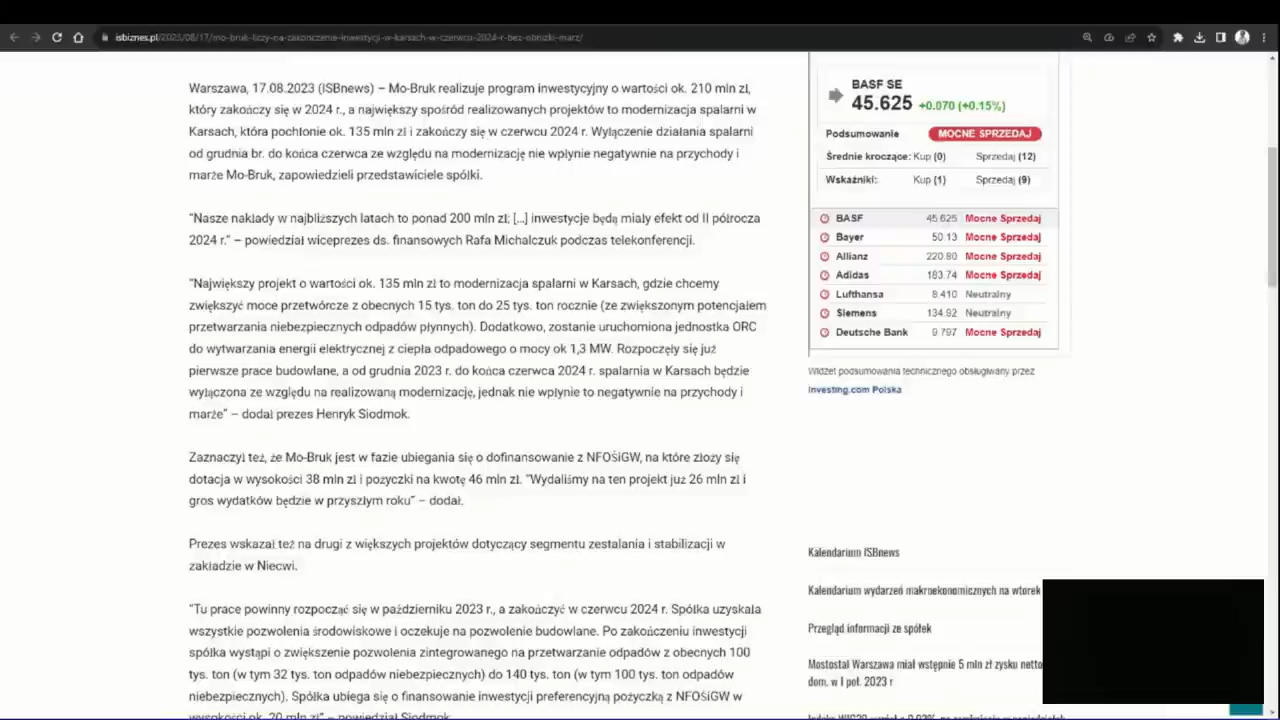 isbiznes.pl/2023/08/17/mo-bruk-liczy-na-zakonczenie-inwestycji-w-karsach-w-czerwcu-2024-r-bez-obnizki-marz/
Warszawa, 17.08.2023 (ISBnews) – Mo-Bruk realizuje program inwestycyjny o wartości ok. 210 mln zł,
który zakończy się w 2024 r., a największy spośród realizowanych projektów to modernizacja spalarni w
Karsach, która pochłonie ok. 135 mln zł i zakończy się w czerwcu 2024 r. Wyłączenie działania spalarni
od grudnia br. do końca czerwca ze względu na modernizację nie wpłynie negatywnie na przychody i
marże Mo-Bruk, zapowiedzieli przedstawiciele spółki.
"Nasze nakłady w najbliższych latach to ponad 200 mln zł; [...] inwestycje będą miały efekt od II półrocza
2024 r." – powiedział wiceprezes ds. finansowych Rafa Michalczuk podczas telekonferencji.
"Największy projekt o wartości ok. 135 mln zł to modernizacja spalarni w Karsach, gdzie chcemy
zwiększyć moce przetwórcze z obecnych 15 tys. ton do 25 tys. ton rocznie (ze zwiększonym potencjałem
przetwarzania niebezpiecznych odpadów płynnych). Dodatkowo, zostanie uruchomiona jednostka ORC
do wytwarzania energii elektrycznej z ciepła odpadowego o mocy ok 1,3 MW. Rozpoczęły się już
pierwsze prace budowlane, a od grudnia 2023 r. do końca czerwca 2024 r. spalarnia w Karsach będzie
wyłączona ze względu na realizowaną modernizację, jednak nie wpłynie to negatywnie na przychody i
marże" – dodał prezes Henryk Siodmok.
Zaznaczył też, że Mo-Bruk jest w fazie ubiegania się o dofinansowanie z NFOŚiGW, na które złoży się
dotacja w wysokości 38 mln zł i pożyczki na kwotę 46 mln zł. "Wydaliśmy na ten projekt już 26 mln zł i
gros wydatków będzie w przyszłym roku" – dodał.
Prezes wskazał też na drugi z większych projektów dotyczący segmentu zestalania i stabilizacji w
zakładzie w Niecwi.
"Tu prace powinny rozpocząć się w październiku 2023 r., a zakończyć w czerwcu 2024 r. Spółka uzyskała
wszystkie pozwolenia środowiskowe i oczekuje na pozwolenie budowlane. Po zakończeniu inwestycji
spółka wystąpi o zwiększenie pozwolenia zintegrowanego na przetwarzanie odpadów z obecnych 100
tys. ton (w tym 32 tys. ton odpadów niebezpiecznych) do 140 tys. ton (w tym 100 tys. ton odpadów
niebezpiecznych). Spółka ubiega się o finansowanie inwestycji preferencyjną pożyczką z NFOŚiGW w
wysokości ok. 20 mln zł" – powiedział Siodmok.
BASF SE
45.625 +0.070 (+0.15%)
Podsumowanie MOCNE SPRZEDAJ
Średnie kroczące: Kup (0) Sprzedaj (12)
Wskaźniki: Kup (1) Sprzedaj (9)
BASF 45.625 Mocne Sprzedaj
Bayer 50.13 Mocne Sprzedaj
Allianz 220.80 Mocne Sprzedaj
Adidas 183.74 Mocne Sprzedaj
Lufthansa 8.410 Neutralny
Siemens 134.92 Neutralny
Deutsche Bank 9.797 Mocne Sprzedaj
Widżet podsumowania technicznego obsługiwany przez
Investing.com Polska
Kalendarium ISBnews
Kalendarium wydarzeń makroekonomicznych na wtorek
Przegląd informacji ze spółek
Mostostal Warszawa miał wstępnie 5 mln zł zysku netto
dom. w I poł. 2023 r